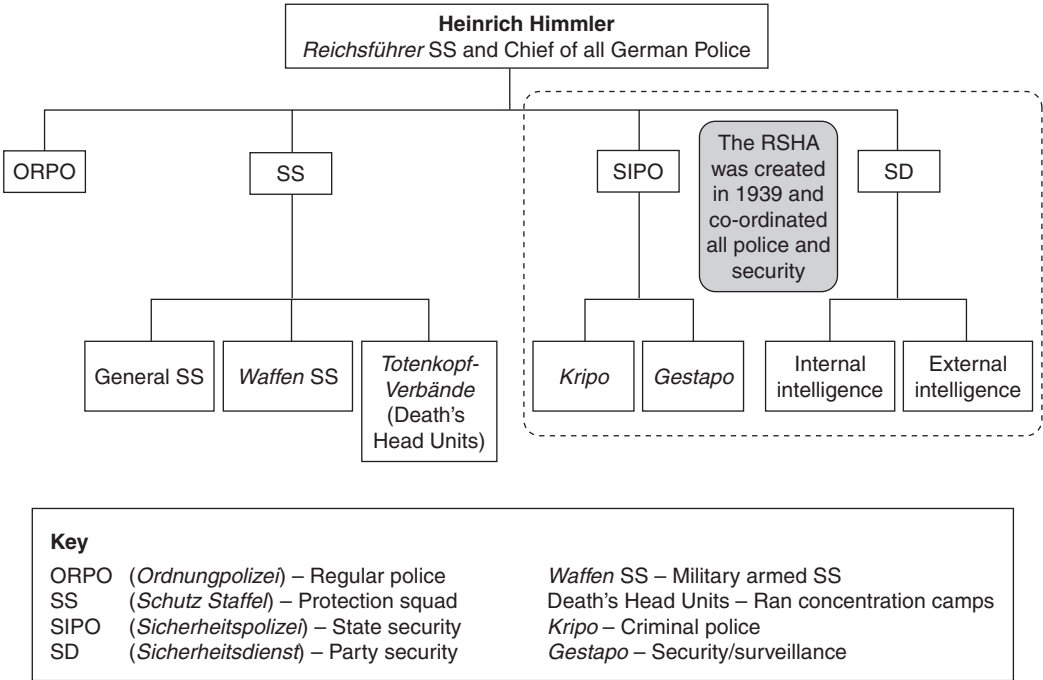 Heinrich Himmler
Reichsführer SS and Chief of all German Police
ORPO
SS
SIPO
The RSHA
was created
in 1939 and
co-ordinated
all police and
security
SD
General SS
Waffen SS
Totenkopf-
Verbände
(Death's
Head Units)
Kripo
Gestapo
Internal
intelligence
External
intelligence
Key
ORPO (Ordnungpolizei) – Regular police
SS (Schutz Staffel) – Protection squad
SIPO (Sicherheitspolizei) – State security
SD (Sicherheitsdienst) – Party security
Waffen SS – Military armed SS
Death's Head Units – Ran concentration camps
Kripo – Criminal police
Gestapo – Security/surveillance